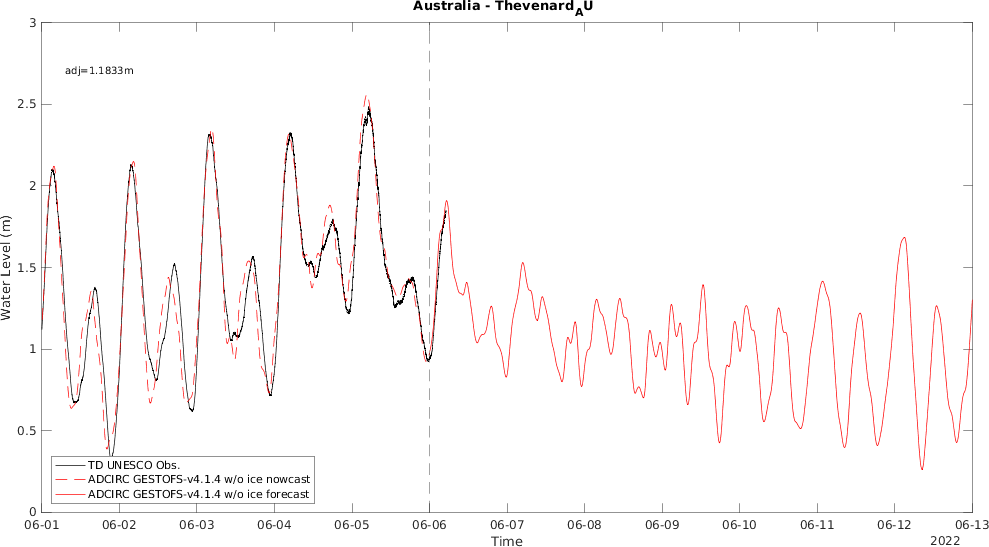 Australia - Thevenard_AU
3
adj=1.1833m
2.5
2
1.5
1
0.5
0
Water Level (m)
TD UNESCO Obs.
ADCIRC GESTOFS-v4.1.4 w/o ice nowcast
ADCIRC GESTOFS-v4.1.4 w/o ice forecast
06-01 06-02 06-03 06-04 06-05 06-06 06-07 06-08 06-09 06-10 06-11 06-12 06-13
Time
2022